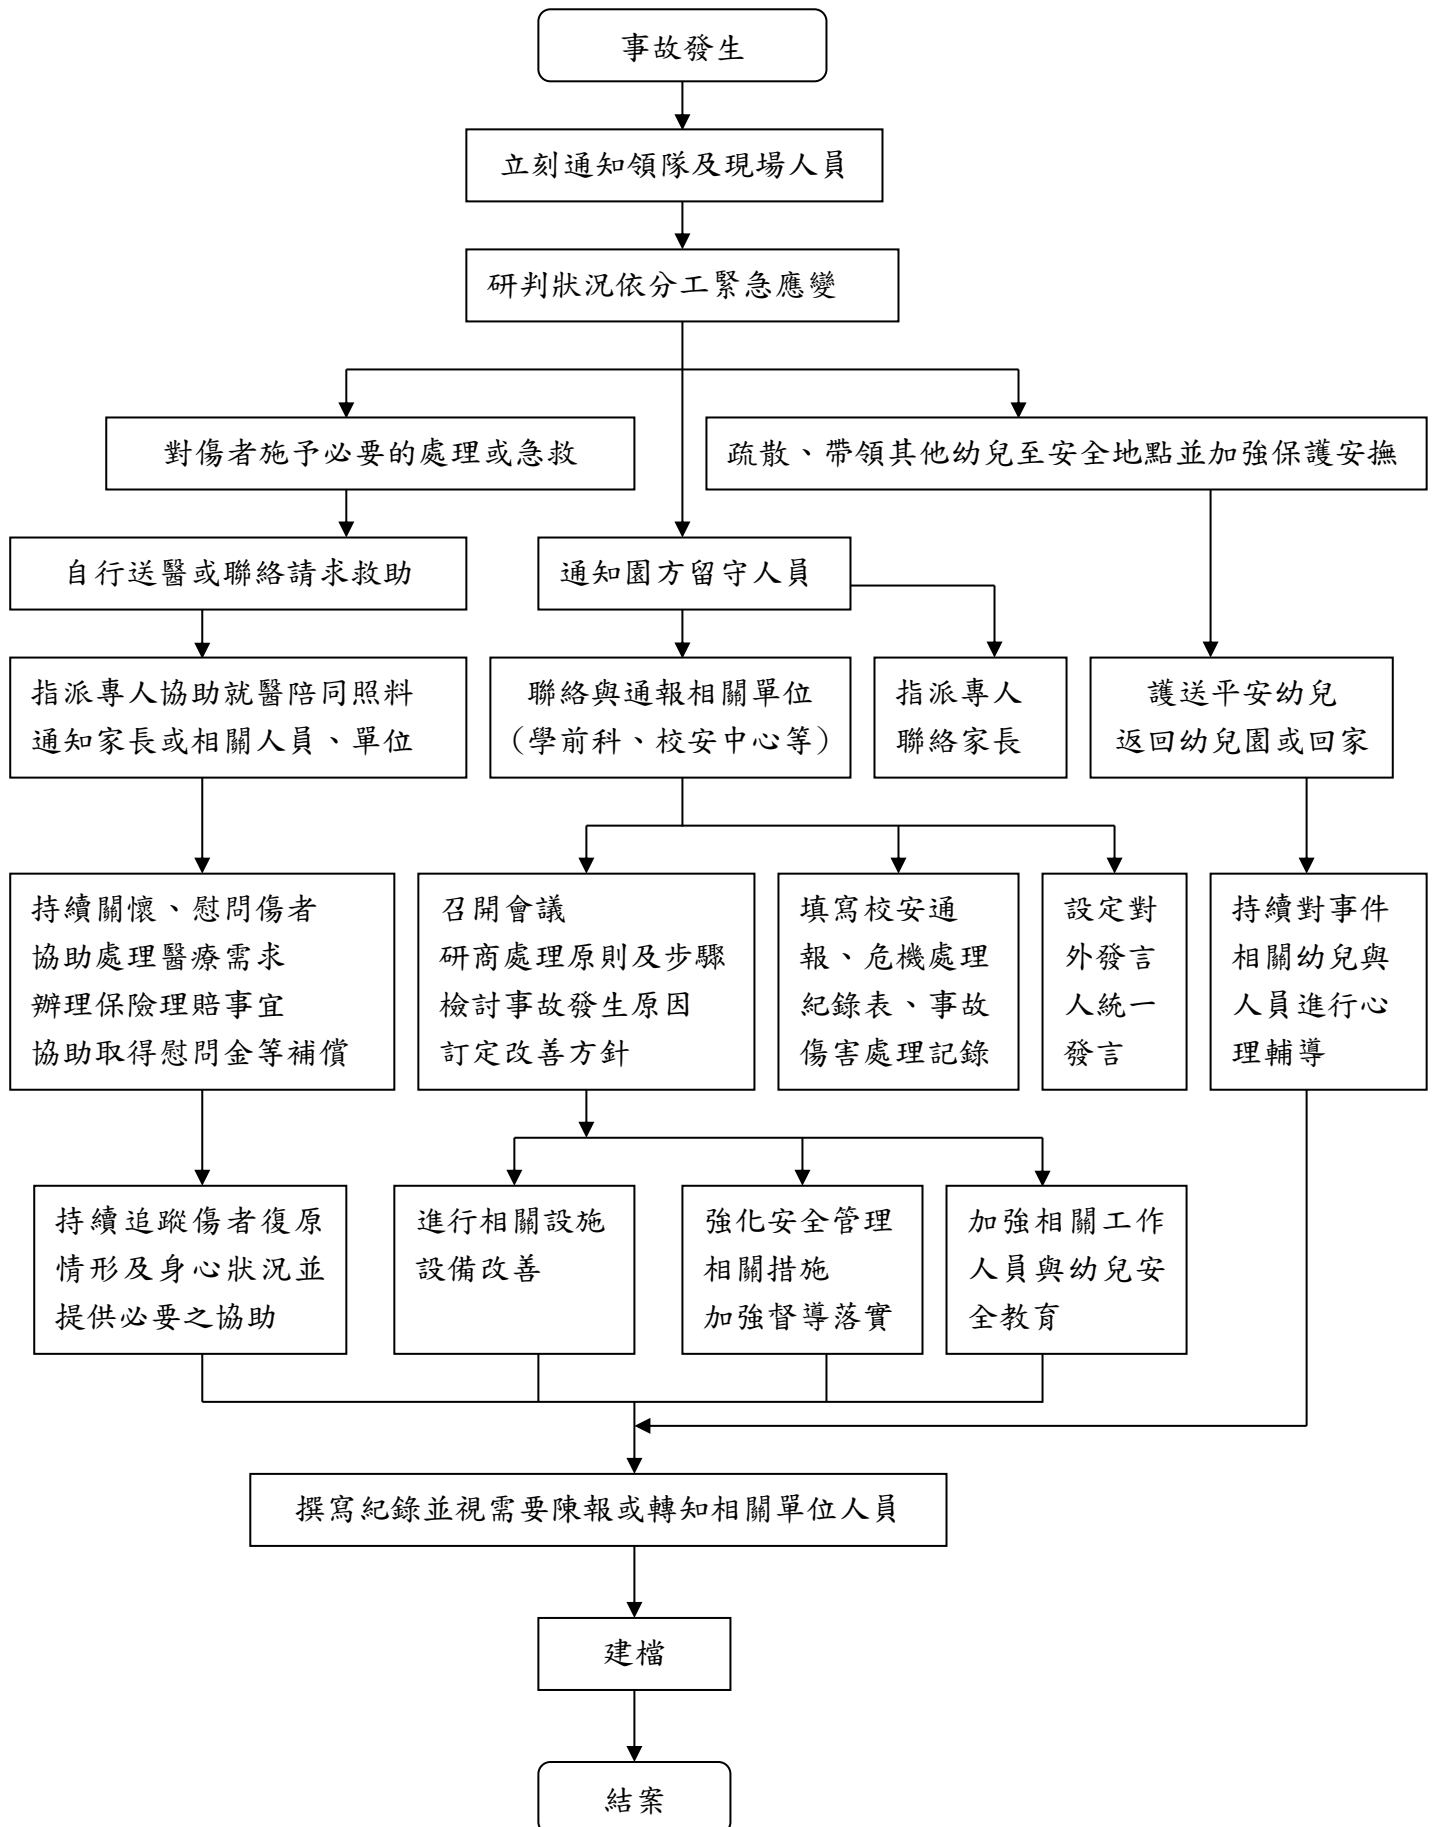 事故發生
立刻通知領隊及現場人員
研判狀況依分工緊急應變
對傷者施予必要的處理或急救
疏散、帶領其他幼兒至安全地點並加強保護安撫
自行送醫或聯絡請求救助
通知園方留守人員
指派專人協助就醫陪同照料
通知家長或相關人員、單位
聯絡與通報相關單位
（學前科、校安中心等）
指派專人
聯絡家長
護送平安幼兒
返回幼兒園或回家
持續關懷、慰問傷者
協助處理醫療需求
辦理保險理賠事宜
協助取得慰問金等補償
召開會議
研商處理原則及步驟
檢討事故發生原因
訂定改善方針
填寫校安通
報、危機處理
紀錄表、事故
傷害處理記錄
設定對
外發言
人統一
發言
持續對事件
相關幼兒與
人員進行心
理輔導
持續追蹤傷者復原
情形及身心狀況並
提供必要之協助
進行相關設施
設備改善
強化安全管理
相關措施
加強督導落實
加強相關工作
人員與幼兒安
全教育
撰寫紀錄並視需要陳報或轉知相關單位人員
建檔
結案